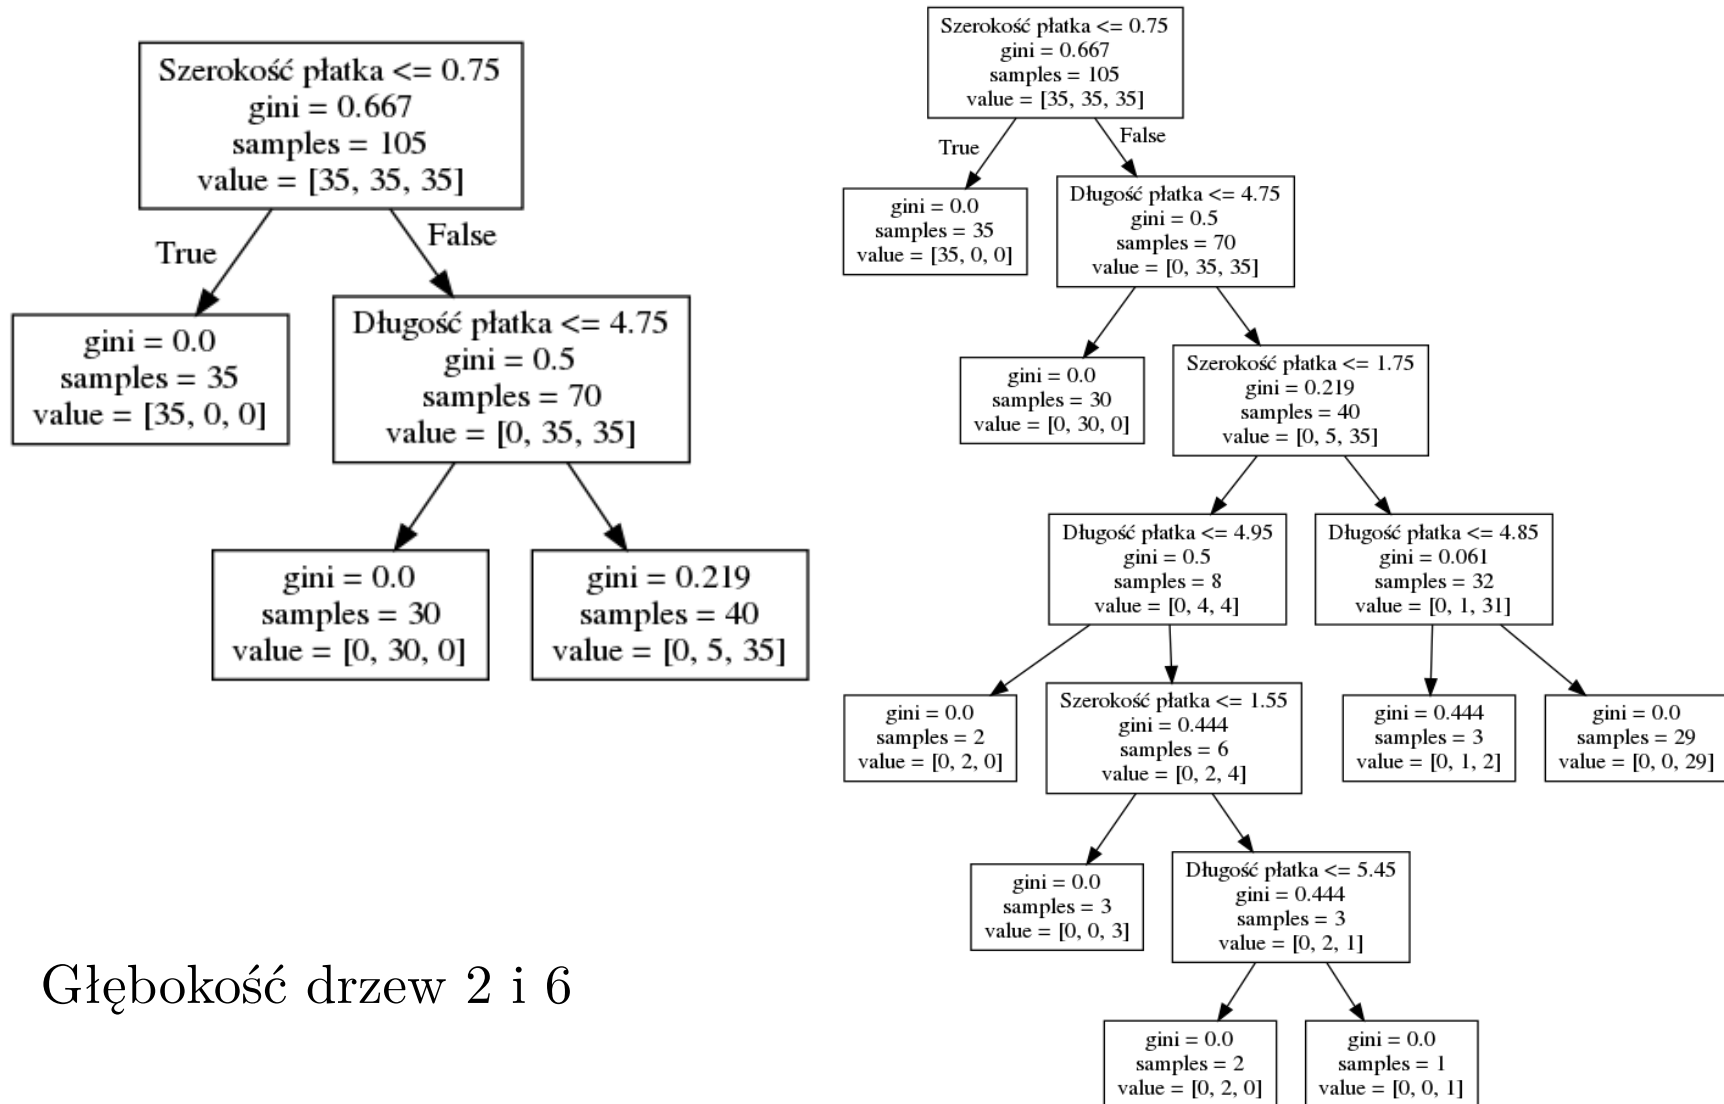 Szerokość płatka <= 0.75
gini = 0.667
samples = 105
value = [35, 35, 35]
True
False
gini = 0.0
samples = 35
value = [35, 0, 0]
Długość płatka <= 4.75
gini = 0.5
samples = 70
value = [0, 35, 35]
gini = 0.0
samples = 30
value = [0, 30, 0]
gini = 0.219
samples = 40
value = [0, 5, 35]
Głębokość drzew 2 i 6
Szerokość płatka <= 0.75
gini = 0.667
samples = 105
value = [35, 35, 35]
True
False
gini = 0.0
samples = 35
value = [35, 0, 0]
Długość płatka <= 4.75
gini = 0.5
samples = 70
value = [0, 35, 35]
gini = 0.0
samples = 30
value = [0, 30, 0]
Szerokość płatka <= 1.75
gini = 0.219
samples = 40
value = [0, 5, 35]
Długość płatka <= 4.95
gini = 0.5
samples = 8
value = [0, 4, 4]
Długość płatka <= 4.85
gini = 0.061
samples = 32
value = [0, 1, 31]
gini = 0.0
samples = 2
value = [0, 2, 0]
Szerokość płatka <= 1.55
gini = 0.444
samples = 6
value = [0, 2, 4]
gini = 0.444
samples = 3
value = [0, 1, 2]
gini = 0.0
samples = 29
value = [0, 0, 29]
gini = 0.0
samples = 3
value = [0, 0, 3]
Długość płatka <= 5.45
gini = 0.444
samples = 3
value = [0, 2, 1]
gini = 0.0
samples = 2
value = [0, 2, 0]
gini = 0.0
samples = 1
value = [0, 0, 1]